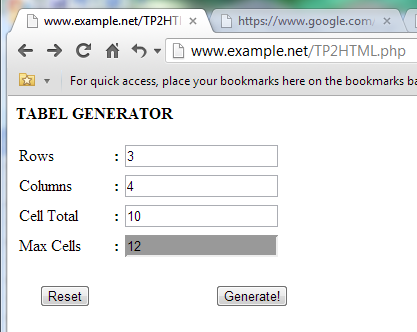 www.example.net/TP2HTM
https://www.google.com/
www.example.net/TP2HTML.php
For quick access, place your bookmarks here on the bookmarks ba
TABEL GENERATOR
Rows : 3
Columns : 4
Cell Total : 10
Max Cells : 12
Reset Generate!